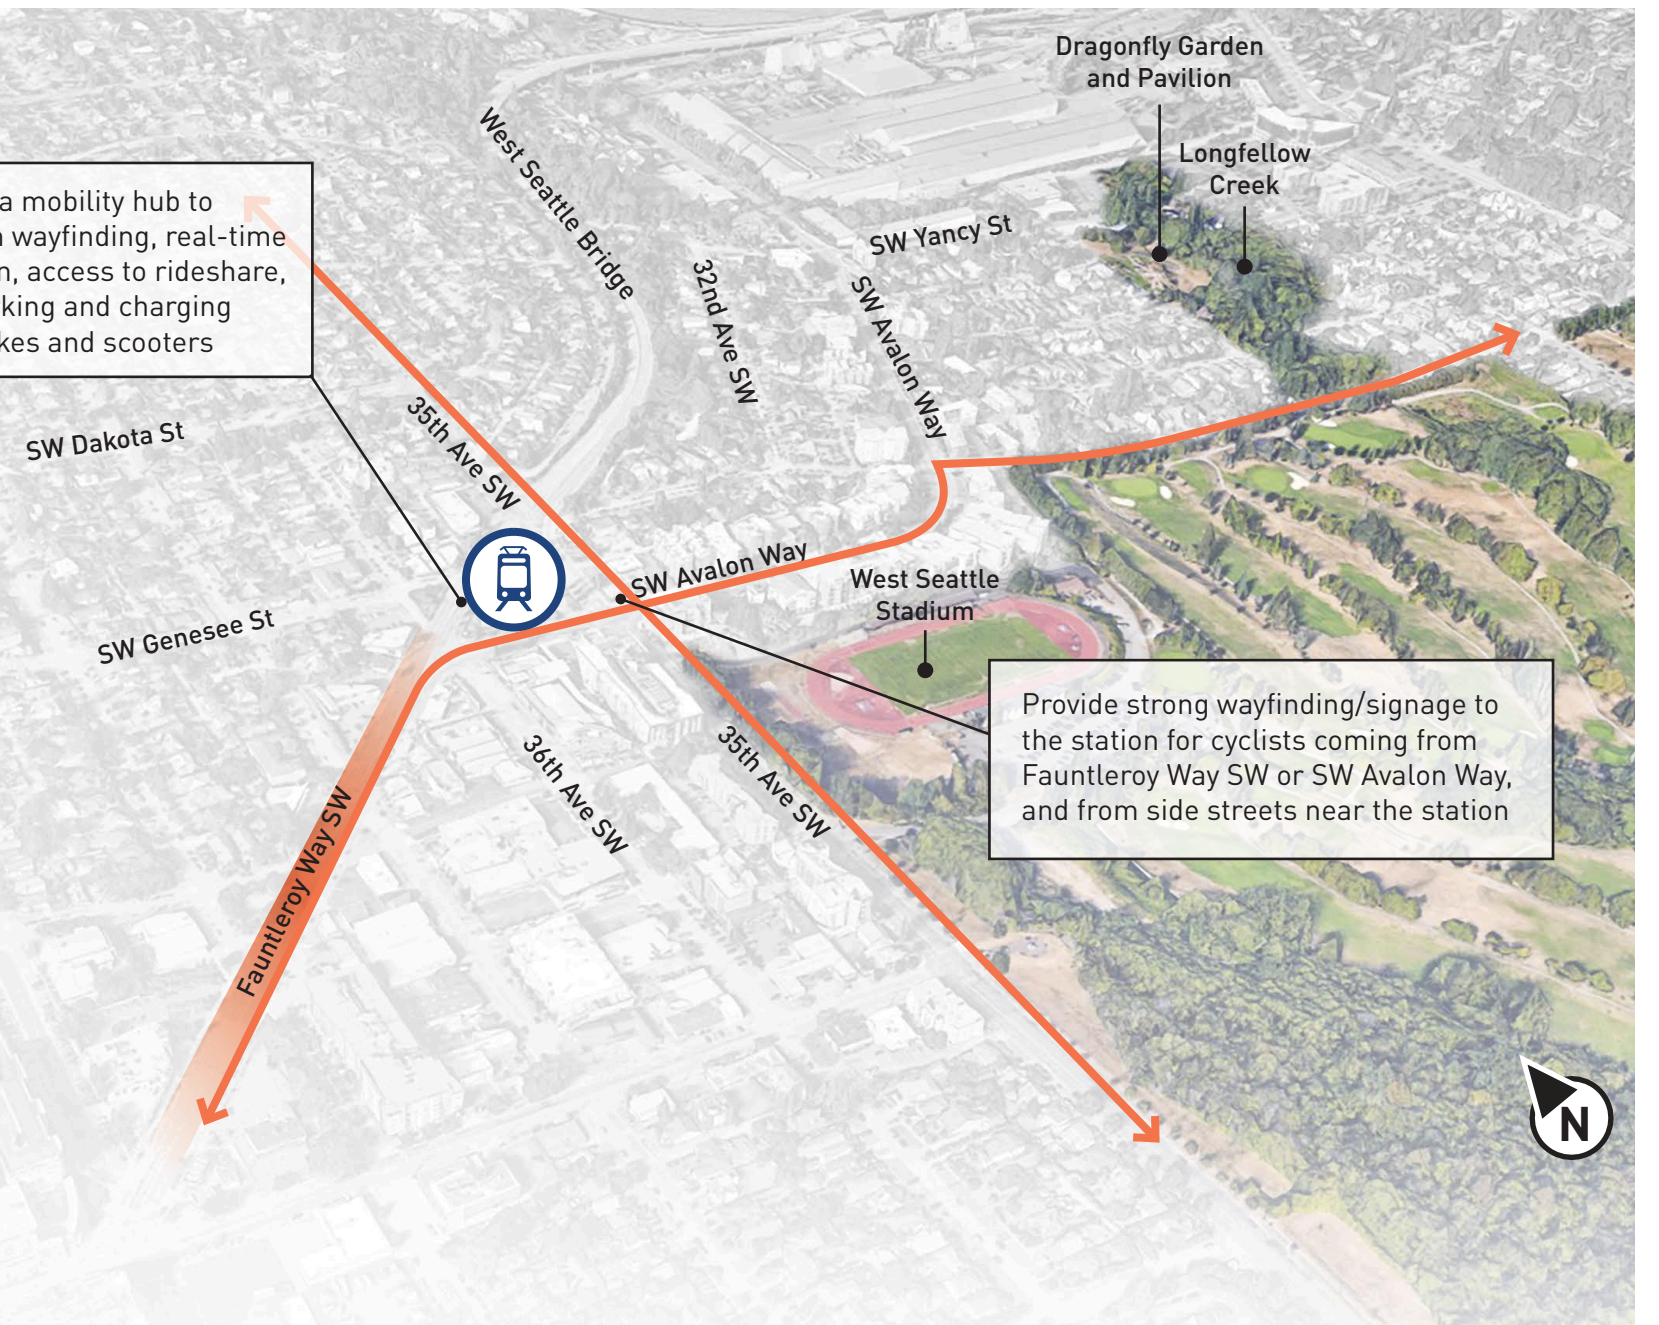 Dragonfly Garden
and Pavilion
Longfellow
Creek
West Seattle Bridge
a mobility hub to
wayfinding, real-time
access to rideshare,
and charging
and scooters
SW Yancy St
32nd Ave SW
SW Avalon Way
35th Ave SW
SW Dakota St
SW Avalon Way
West Seattle
Stadium
SW Genesee St
Provide strong wayfinding/signage to
the station for cyclists coming from
Fauntleroy Way SW or SW Avalon Way,
and from side streets near the station
36th Ave SW
35th Ave SW
Fauntleroy Way SW
N